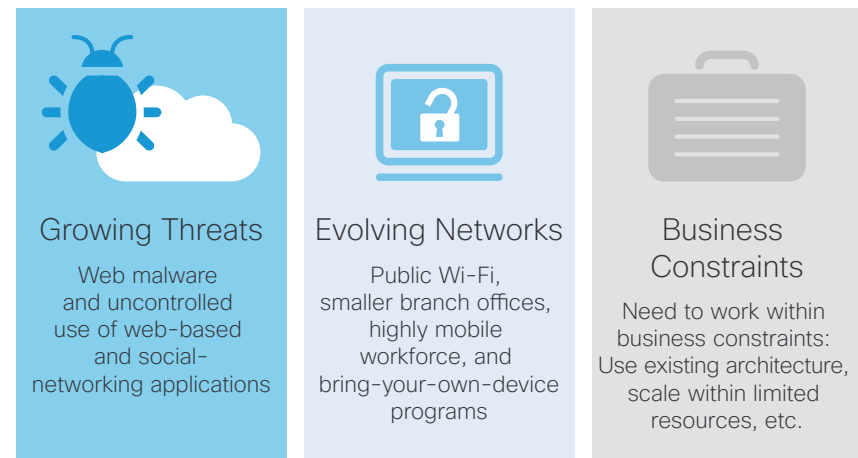 Growing Threats
Web malware
and uncontrolled
use of web-based
and social-
networking applications
Evolving Networks
Public Wi-Fi,
smaller branch offices,
highly mobile
workforce, and
bring-your-own-device
programs
Business
Constraints
Need to work within
business constraints:
Use existing architecture,
scale within limited
resources, etc.